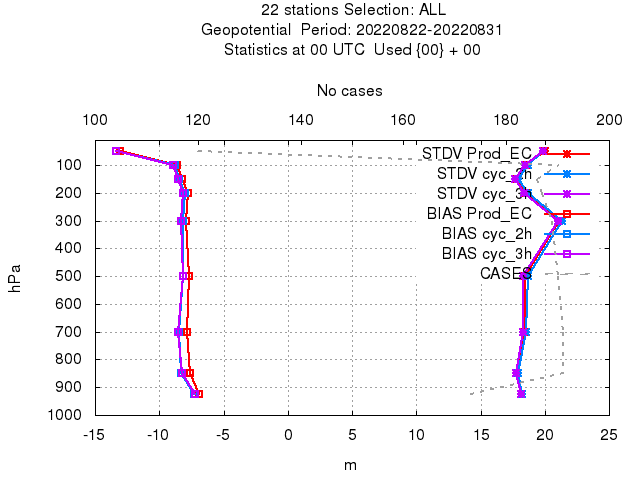 22 stations Selection: ALL
Geopotential  Period: 20220822-20220831
Statistics at 00 UTC  Used {00} + 00
No cases
100 120 140 160 180 200
STDV Prod_EC
STDV cyc_2h
STDV cyc_3h
BIAS Prod_EC
BIAS cyc_2h
BIAS cyc_3h
CASES
hPa
100
200
300
400
500
600
700
800
900
1000
-15 -10 -5 0 5 10 15 20 25
m